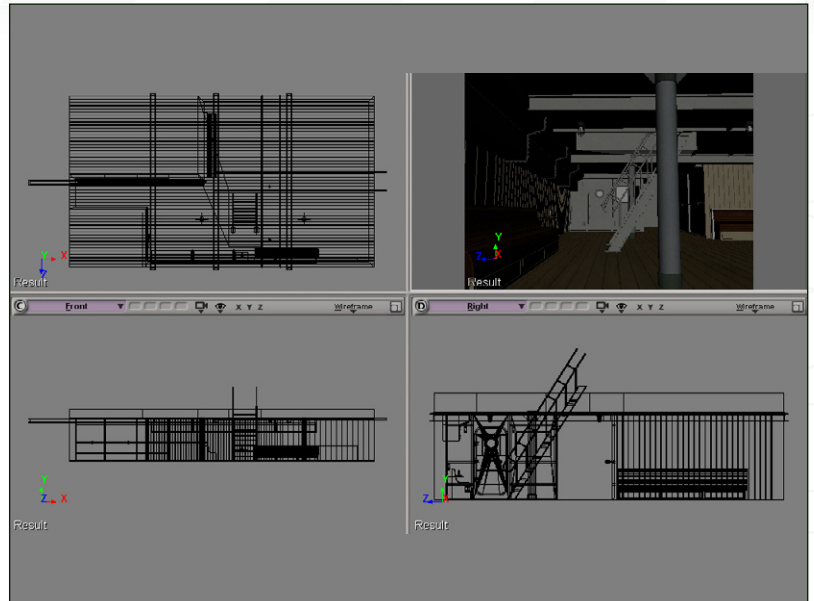 Y X
Z
Result
Y
Z X
Result
C Front X Y Z Wireframe
D Right X Y Z Wireframe
Y
Z X
Result
Y
Z X
Result